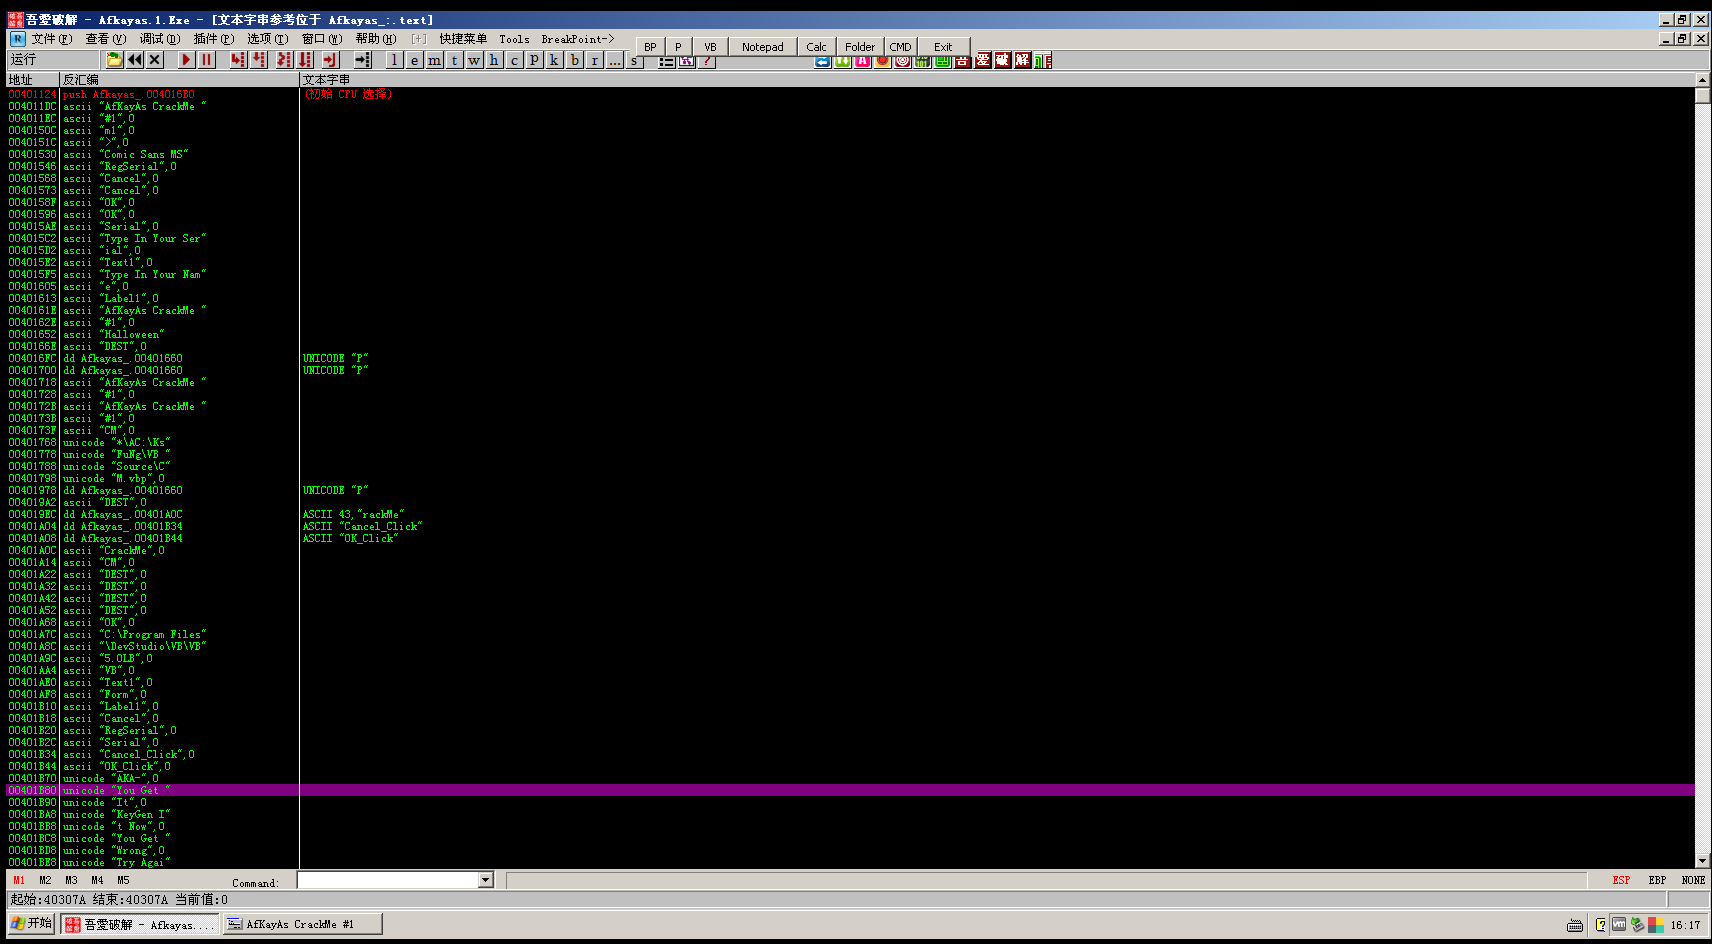 吾爱破解 - Afkayas.1.Exe - [文本字串参考位于 Afkayas_:.text]
文件(F) 查看(V) 调试(D) 插件(P) 选项(T) 窗口(W) 帮助(H) [+] 快捷菜单 Tools BreakPoint->
BP P VB Notepad Calc Folder CMD Exit
运行 l e m t w h c P k b r ... s
地址 反汇编 文本字串
00401124 push Afkayas_.004016B0 (初始 CPU 选择)
004011DC ascii "AfKayAs CrackMe "
004011EC ascii "#1",0
0040150C ascii "m1",0
0040151C ascii ">",0
00401530 ascii "Comic Sans MS"
00401546 ascii "RegSerial",0
00401568 ascii "Cancel",0
00401573 ascii "Cancel",0
0040158F ascii "OK",0
00401596 ascii "OK",0
004015AE ascii "Serial",0
004015C2 ascii "Type In Your Ser"
004015D2 ascii "ial",0
004015E2 ascii "Text1",0
004015F5 ascii "Type In Your Nam"
00401605 ascii "e",0
00401613 ascii "Label1",0
0040161E ascii "AfKayAs CrackMe "
0040162E ascii "#1",0
00401652 ascii "Halloween"
0040166E ascii "DEST",0
004016FC dd Afkayas_.00401660 UNICODE "P"
00401700 dd Afkayas_.00401660 UNICODE "P"
00401718 ascii "AfKayAs CrackMe "
00401728 ascii "#1",0
0040172B ascii "AfKayAs CrackMe "
0040173B ascii "#1",0
0040173F ascii "CM",0
00401768 unicode "*\AC:\Ks"
00401778 unicode "FuNg\VB "
00401788 unicode "Source\C"
00401798 unicode "M.vbp",0
00401978 dd Afkayas_.00401660 UNICODE "P"
004019A2 ascii "DEST",0
004019EC dd Afkayas_.00401A0C ASCII 43,"rackMe"
00401A04 dd Afkayas_.00401B34 ASCII "Cancel_Click"
00401A08 dd Afkayas_.00401B44 ASCII "OK_Click"
00401A0C ascii "CrackMe",0
00401A14 ascii "CM",0
00401A22 ascii "DEST",0
00401A32 ascii "DEST",0
00401A42 ascii "DEST",0
00401A52 ascii "DEST",0
00401A68 ascii "OK",0
00401A7C ascii "C:\Program Files"
00401A8C ascii "\DevStudio\VB\VB"
00401A9C ascii "5.OLB",0
00401AA4 ascii "VB",0
00401AE0 ascii "Text1",0
00401AF8 ascii "Form",0
00401B10 ascii "Label1",0
00401B18 ascii "Cancel",0
00401B20 ascii "RegSerial",0
00401B2C ascii "Serial",0
00401B34 ascii "Cancel_Click",0
00401B44 ascii "OK_Click",0
00401B70 unicode "AKA-",0
00401B80 unicode "You Get "
00401B90 unicode "It",0
00401BA8 unicode "KeyGen I"
00401BB8 unicode "t Now",0
00401BC8 unicode "You Get "
00401BD8 unicode "Wrong",0
00401BE8 unicode "Try Agai"
M1 M2 M3 M4 M5 Command: ESP EBP NONE
起始:40307A 结束:40307A 当前值:0
开始 吾爱破解 - Afkayas.... AfKayAs CrackMe #1 16:17